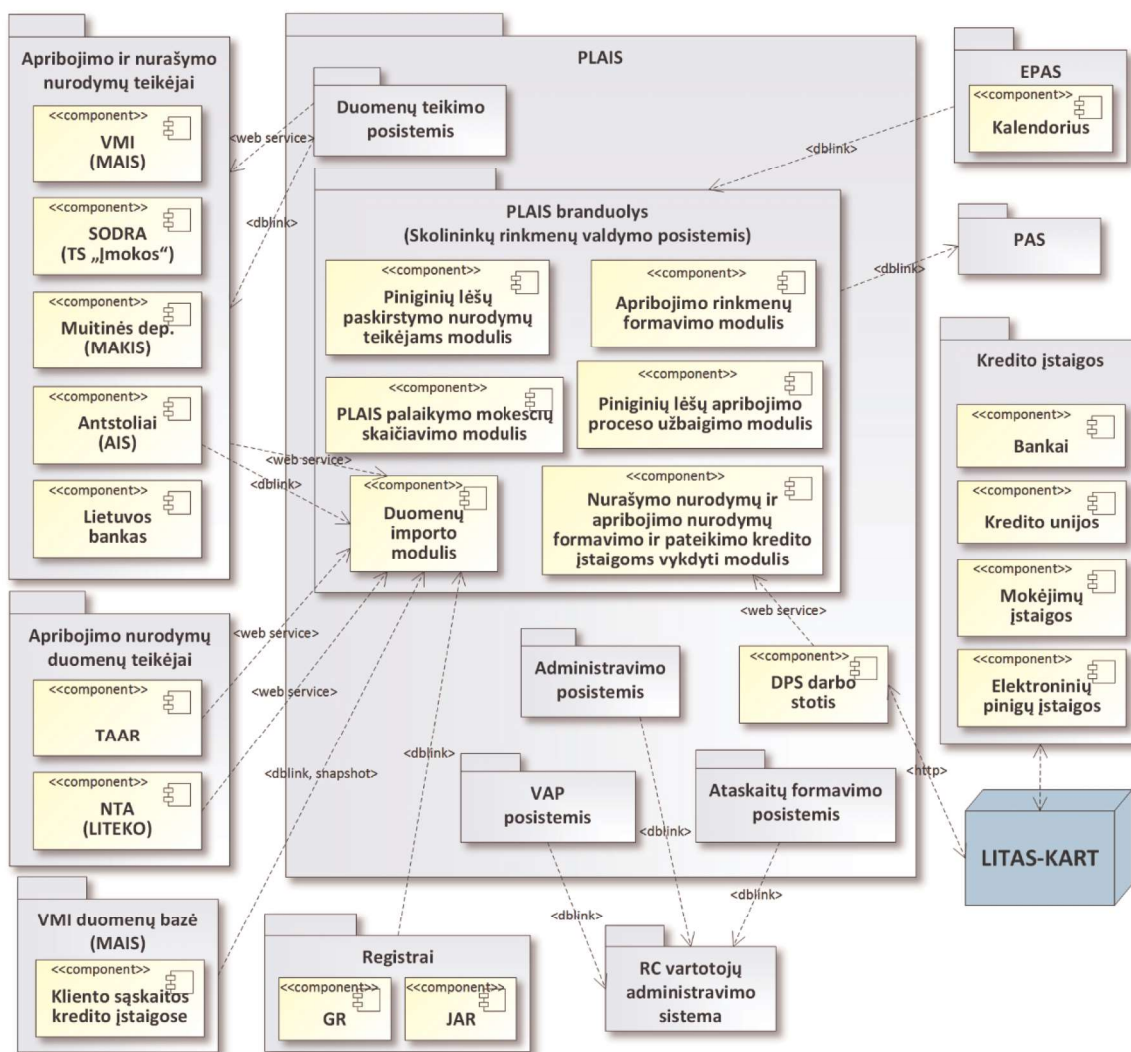 Apribojimo ir nurašymo
nurodymų teikėjai
<<component>>
VMI
(MAIS)
<<component>>
SODRA
(TS „Įmokos“)
<<component>>
Muitinės dep.
(MAKIS)
<<component>>
Antstoliai
(AIS)
<<component>>
Lietuvos
bankas
<web service>
<dblink>
<web service>
<dblink>
Apribojimo nurodymų
duomenų teikėjai
<<component>>
TAAR
<<component>>
NTA
(LITEKO)
<web service>
<web service>
<dblink, snapshot>
VMI duomenų bazė
(MAIS)
<<component>>
Kliento sąskaitos
kredito įstaigose
PLAIS
Duomenų teikimo
posistemis
PLAIS branduolys
(Skolininkų rinkmenų valdymo posistemis)
<<component>>
Piniginių lėšų
paskirstymo nurodymų
teikėjams modulis
<<component>>
Apribojimo rinkmenų
formavimo modulis
<<component>>
PLAIS palaikymo mokesčių
skaičiavimo modulis
<<component>>
Piniginių lėšų apribojimo
proceso užbaigimo modulis
<<component>>
Duomenų
importo
modulis
<<component>>
Nurašymo nurodymų ir
apribojimo nurodymų
formavimo ir pateikimo kredito
įstaigoms vykdyti modulis
<web service>
Administravimo
posistemis
<<component>>
DPS darbo
stotis
<dblink>
VAP
posistemis
<dblink>
Ataskaitų formavimo
posistemis
<http>
<dblink>
<dblink>
Registrai
<<component>>
GR
<<component>>
JAR
RC vartotojų
administravimo
sistema
EPAS
<<component>>
Kalendorius
<dblink>
PAS
<dblink>
Kredito įstaigos
<<component>>
Bankai
<<component>>
Kredito unijos
<<component>>
Mokėjimų
įstaigos
<<component>>
Elektroninių
pinigų įstaigos
LITAS-KART